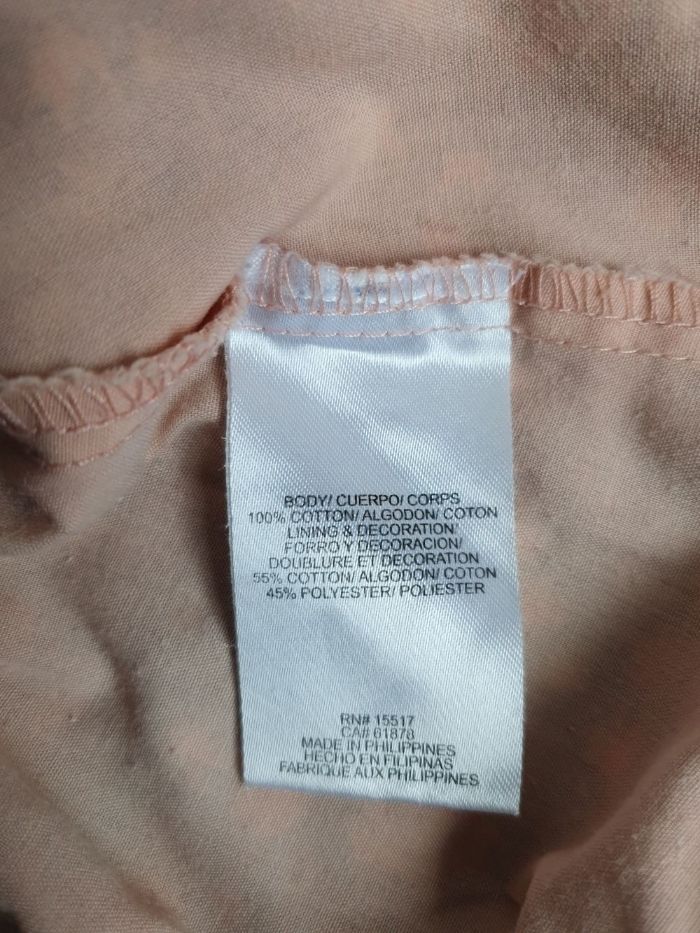 BODY/ CUERPO/ CORPS
100% COTTON/ ALGODON/ COTON
LINING & DECORATION/
FORRO Y DECORACION/
DOUBLURE ET DECORATION
55% COTTON/ ALGODON/ COTON
45% POLYESTER/ POLIESTER
RN# 15517
CA# 61878
MADE IN PHILIPPINES
HECHO EN FILIPINAS
FABRIQUE AUX PHILIPPINES